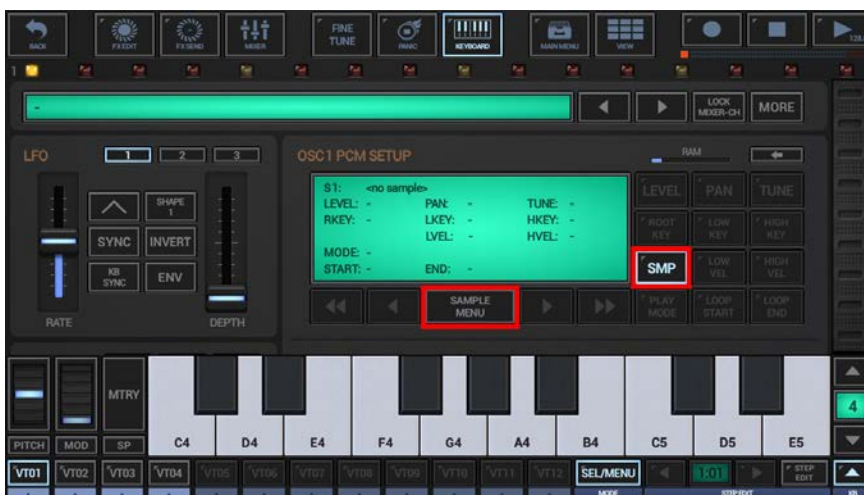 BACK FX EDIT FX SEND MIXER FINE TUNE PANIC KEYBOARD MAIN MENU VIEW 128.
1
- LOCK MIXER-CH MORE
LFO 1 2 3 OSC1 PCM SETUP RAM
S1: <no sample>
LEVEL: - PAN: - TUNE: -
RKEY: - LKEY: - HKEY: -
LVEL: - HVEL: -
MODE: -
START: - END: -
LEVEL PAN TUNE
ROOT KEY LOW KEY HIGH KEY
SMP LOW VEL HIGH VEL
PLAY MODE LOOP START LOOP END
SHAPE 1
SYNC INVERT
KB SYNC ENV
SAMPLE MENU
RATE DEPTH
MTRY
4
PITCH MOD SP C4 D4 E4 F4 G4 A4 B4 C5 D5 E5
VT01 VT02 VT03 VT04 VT05 VT06 VT07 VT08 VT09 VT10 VT11 VT12 SEL/MENU 1:01 STEP EDIT
MODE STEP EDIT